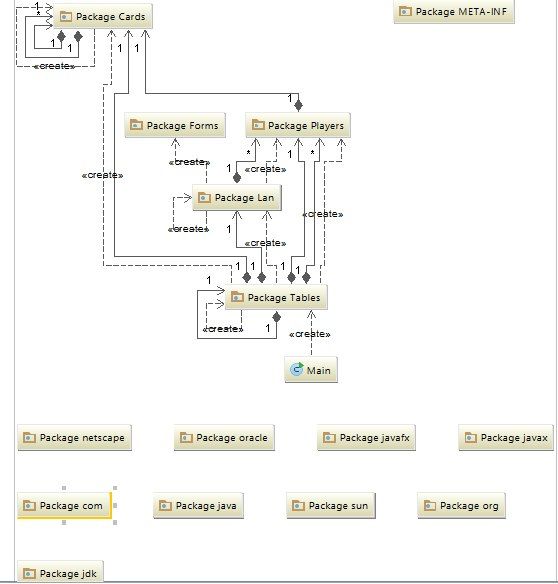 Package META-INF
1
Package Cards
1 1 1
1
«create»
1
Package Forms
Package Players
«create»
«create»
*
1
1
*
Package Lan
«create»
1
«create»
«create»
1
1
1
1
1
Package Tables
«create»
1
«create»
Main
Package netscape
Package oracle
Package javafx
Package javax
Package com
Package java
Package sun
Package org
Package jdk